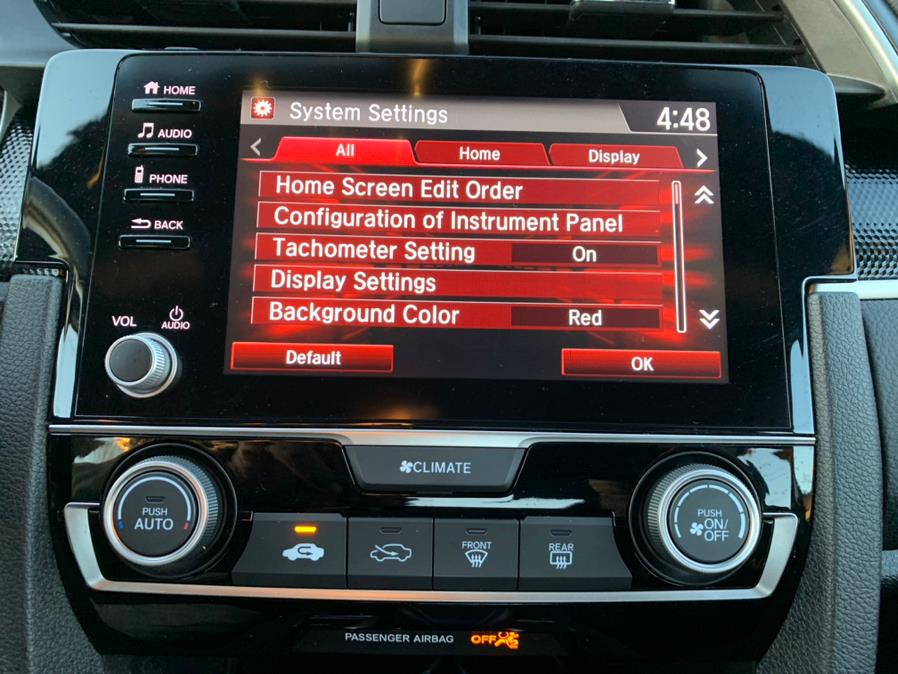 HOME
AUDIO
PHONE
BACK
VOL
AUDIO
System Settings
4:48
All
Home
Display
Home Screen Edit Order
Configuration of Instrument Panel
Tachometer Setting
On
Display Settings
Background Color
Red
Default
OK
CLIMATE
PUSH
AUTO
FRONT
REAR
PUSH
ON/
OFF
PASSENGER AIRBAG
OFF